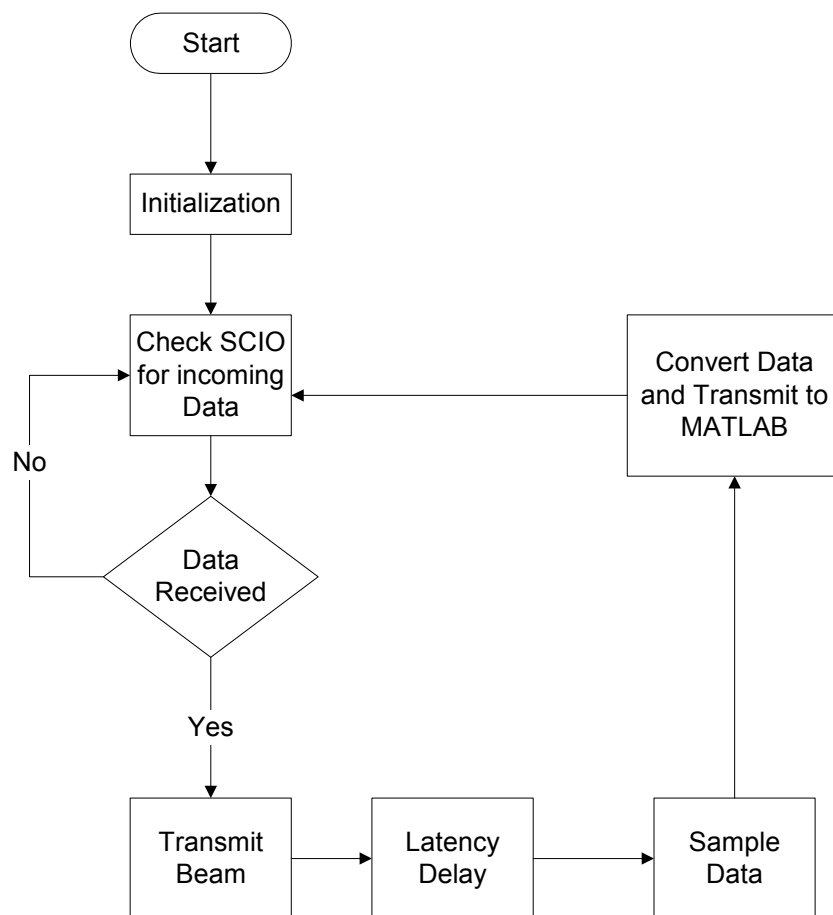 Start
Initialization
Check SCIO
for incoming
Data
Convert Data
and Transmit to
MATLAB
No
Data
Received
Yes
Transmit
Beam
Latency
Delay
Sample
Data